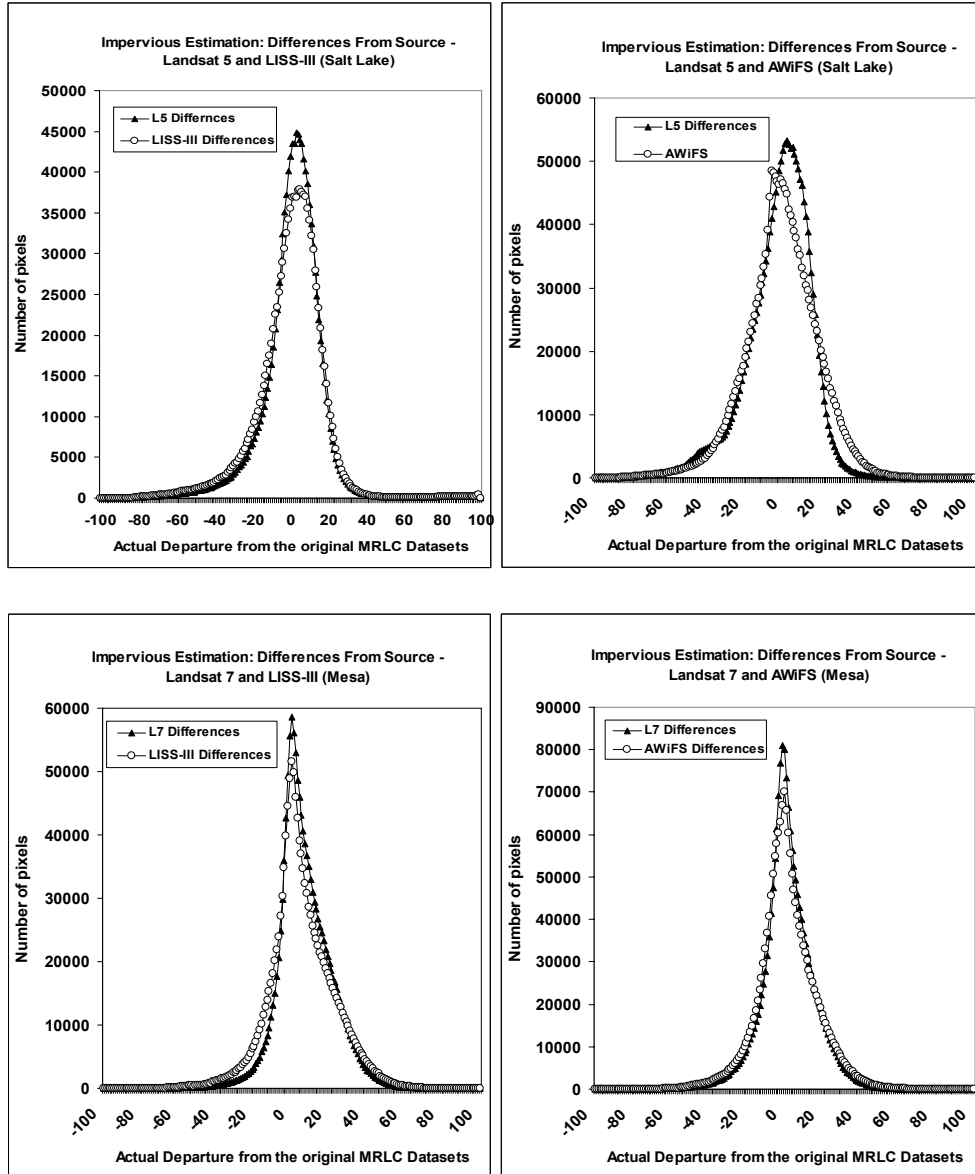 Impervious Estimation: Differences From Source -
Landsat 5 and LISS-III (Salt Lake)
50000
45000
40000
35000
30000
25000
20000
15000
10000
5000
0
Number of pixels
L5 Differnces
LISS-III Differences
-100 -80 -60 -40 -20 0 20 40 60 80 100
Actual Departure from the original MRLC Datasets
Impervious Estimation: Differences From Source -
Landsat 5 and AWiFS (Salt Lake)
60000
50000
40000
30000
20000
10000
0
Number of pixels
L5 Differences
AWiFS
-100 -80 -60 -40 -20 0 20 40 60 80 100
Actual Departure from the original MRLC Datasets
Impervious Estimation: Differences From Source -
Landsat 7 and LISS-III (Mesa)
60000
50000
40000
30000
20000
10000
0
Number of pixels
L7 Differences
LISS-III Differences
-100 -80 -60 -40 -20 0 20 40 60 80 100
Actual Departure from the original MRLC Datasets
Impervious Estimation: Differences From Source -
Landsat 7 and AWiFS (Mesa)
90000
80000
70000
60000
50000
40000
30000
20000
10000
0
Number of pixels
L7 Differences
AWiFS Differences
-100 -80 -60 -40 -20 0 20 40 60 80 100
Actual Departure from the original MRLC Datasets